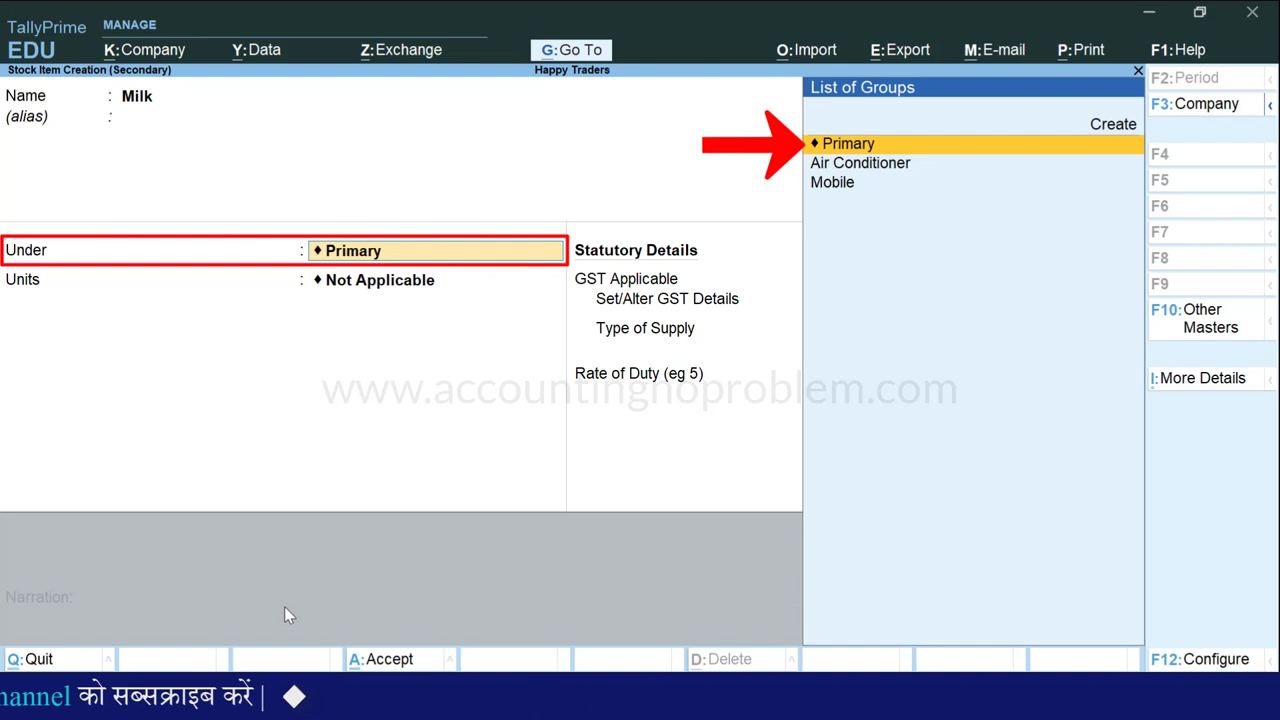 TallyPrime
EDU
MANAGE
K:Company
Y:Data
Z:Exchange
G:Go To
O:Import
E:Export
M:E-mail
P:Print
F1:Help
Stock Item Creation (Secondary)
Happy Traders
Name : Milk
(alias) :
Under : ♦ Primary
Units : ♦ Not Applicable
Statutory Details
GST Applicable
Set/Alter GST Details
Type of Supply
Rate of Duty (eg 5)
List of Groups
Create
♦ Primary
Air Conditioner
Mobile
F2:Period
F3:Company
F4
F5
F6
F7
F8
F9
F10:Other
Masters
I:More Details
www.accountingnoproblem.com
Narration:
Q:Quit
A:Accept
D:Delete
F12:Configure
hannel को सब्सक्राइब करें |